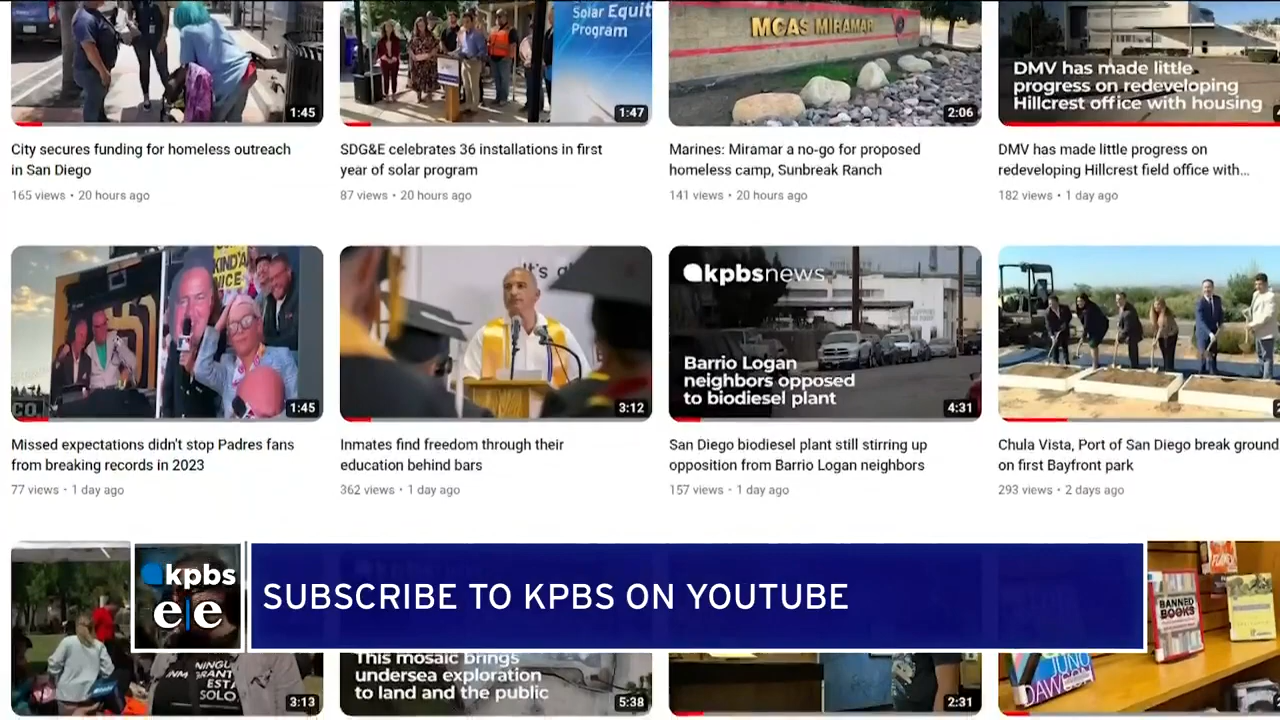 Solar Equit
Program
MCAS MIRAMAR
DMV has made little
progress on redeveloping
Hillcrest office with housing
1:45
1:47
2:06
City secures funding for homeless outreach
in San Diego
165 views • 20 hours ago
SDG&E celebrates 36 installations in first
year of solar program
87 views • 20 hours ago
Marines: Miramar a no-go for proposed
homeless camp, Sunbreak Ranch
141 views • 20 hours ago
DMV has made little progress on
redeveloping Hillcrest field office with...
182 views • 1 day ago
KIND'A
NICE
CO.
1:45
3:12
kpbsnews
Barrio Logan
neighbors opposed
to biodiesel plant
4:31
Missed expectations didn't stop Padres fans
from breaking records in 2023
77 views • 1 day ago
Inmates find freedom through their
education behind bars
362 views • 1 day ago
San Diego biodiesel plant still stirring up
opposition from Barrio Logan neighbors
157 views • 1 day ago
Chula Vista, Port of San Diego break ground
on first Bayfront park
293 views • 2 days ago
kpbs
e|e
SUBSCRIBE TO KPBS ON YOUTUBE
NINGU
ESTA
SOLO
3:13
This mosaic brings
undersea exploration
to land and the public
5:38
2:31
BANNED
BOOKS
JUNO
DAWSON